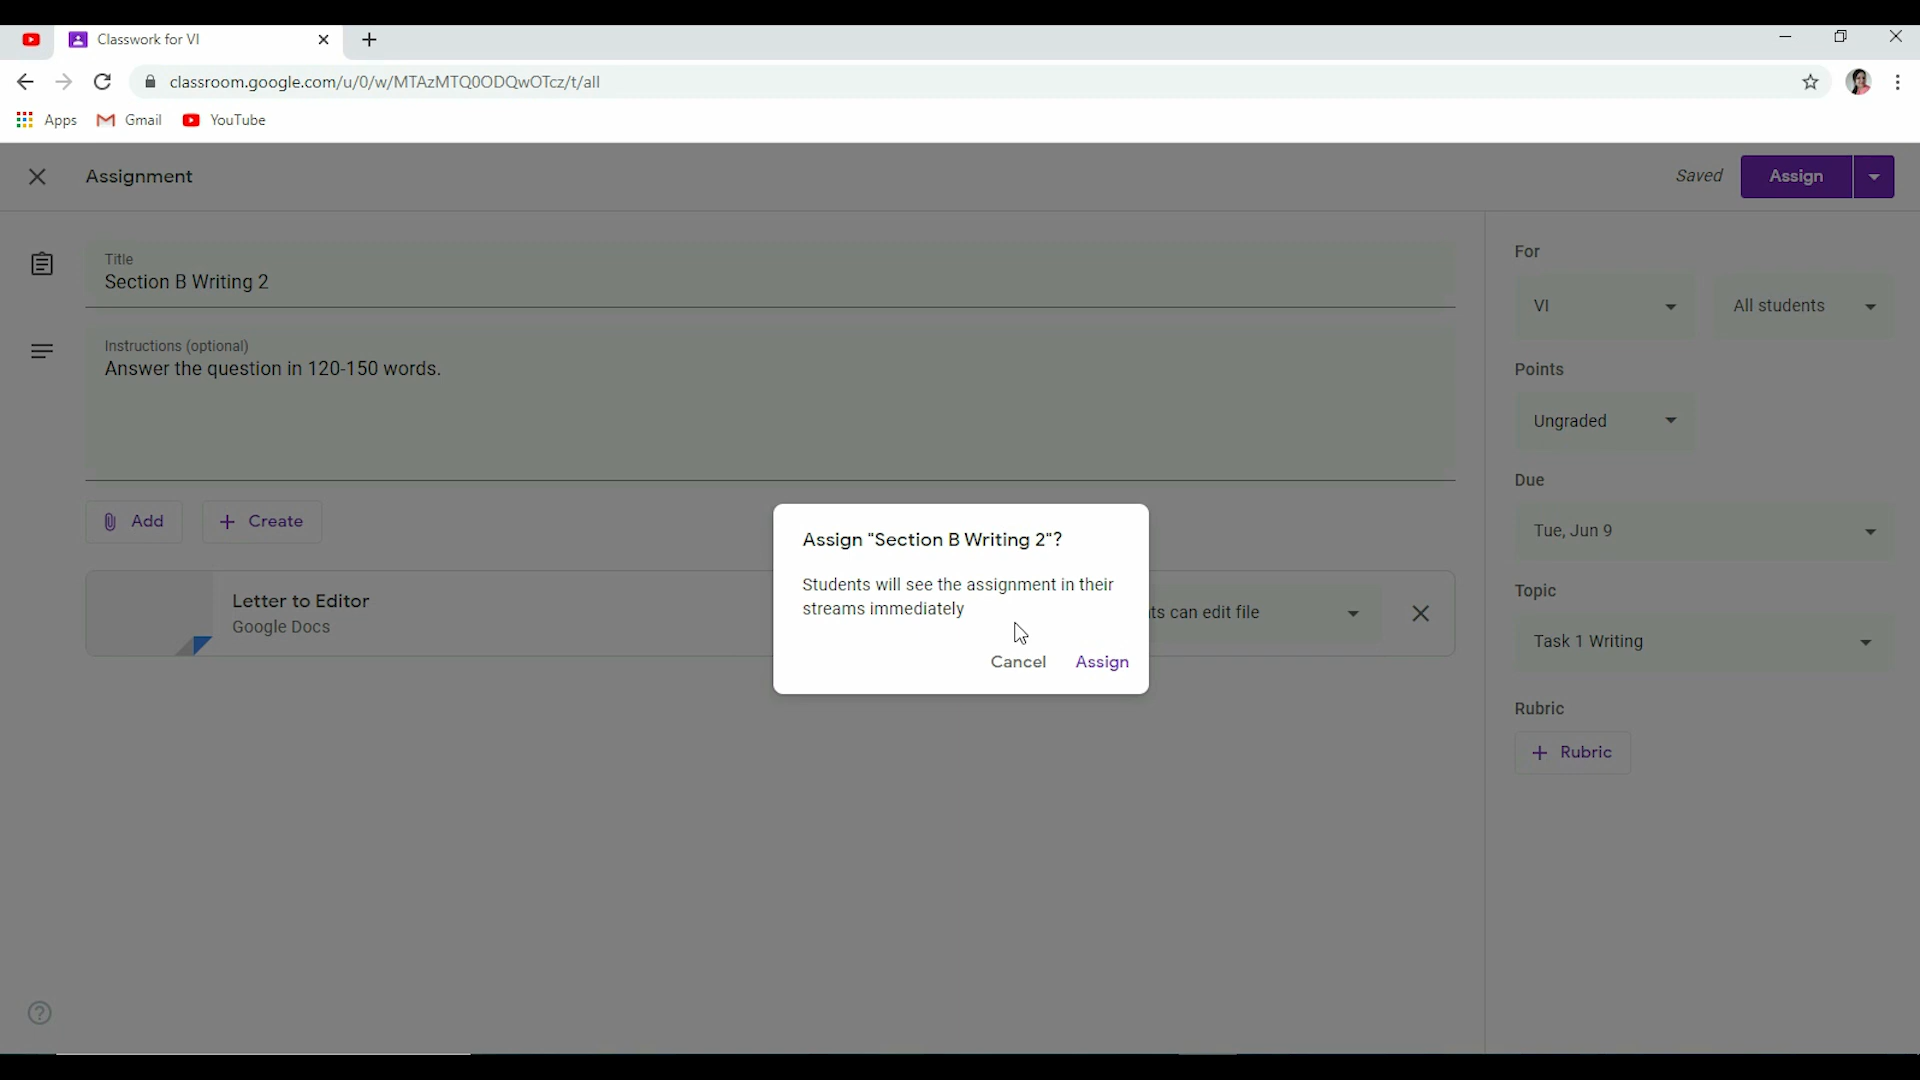 Classwork for VI
classroom.google.com/u/0/w/MTAzMTQ0ODQwOTcz/t/all
Apps
Gmail
YouTube
Assignment
Saved
Assign
Title
Section B Writing 2
Instructions (optional)
Answer the question in 120-150 words.
Add
Create
Letter to Editor
Google Docs
ts can edit file
Assign "Section B Writing 2"?
Students will see the assignment in their
streams immediately
Cancel
Assign
For
VI
All students
Points
Ungraded
Due
Tue, Jun 9
Topic
Task 1 Writing
Rubric
Rubric